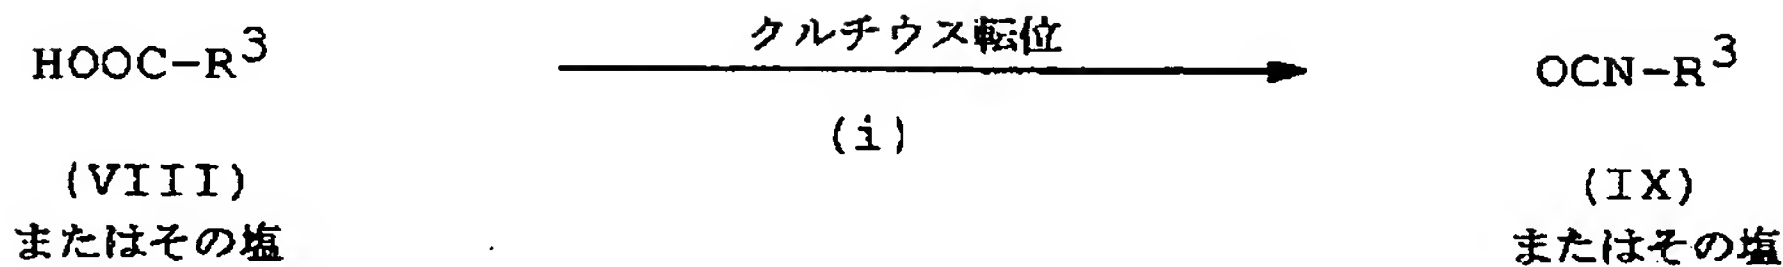 HOOC-R³ クルチウス転位 OCN-R³
(i)
(VIII) (IX)
またはその塩 またはその塩